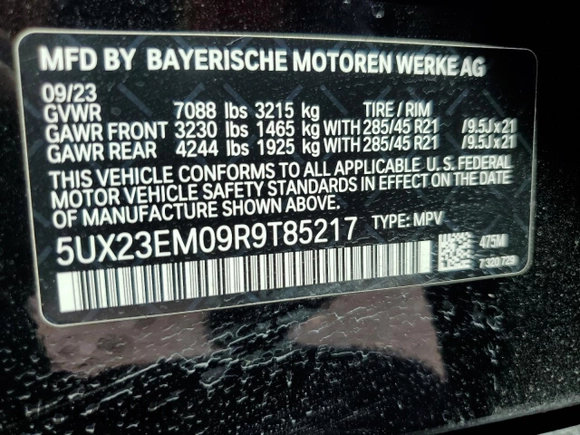 MFD BY BAYERISCHE MOTOREN WERKE AG
09/23
GVWR 7088 lbs 3215 kg TIRE / RIM
GAWR FRONT 3230 lbs 1465 kg WITH 285/45 R21 /9.5J x 21
GAWR REAR 4244 lbs 1925 kg WITH 285/45 R21 /9.5J x 21
THIS VEHICLE CONFORMS TO ALL APPLICABLE U. S. FEDERAL
MOTOR VEHICLE SAFETY STANDARDS IN EFFECT ON THE
DATE OF MANUFACTURE SHOWN ABOVE.
5UX23EM09R9T85217 TYPE: MPV
475M
7 320 729